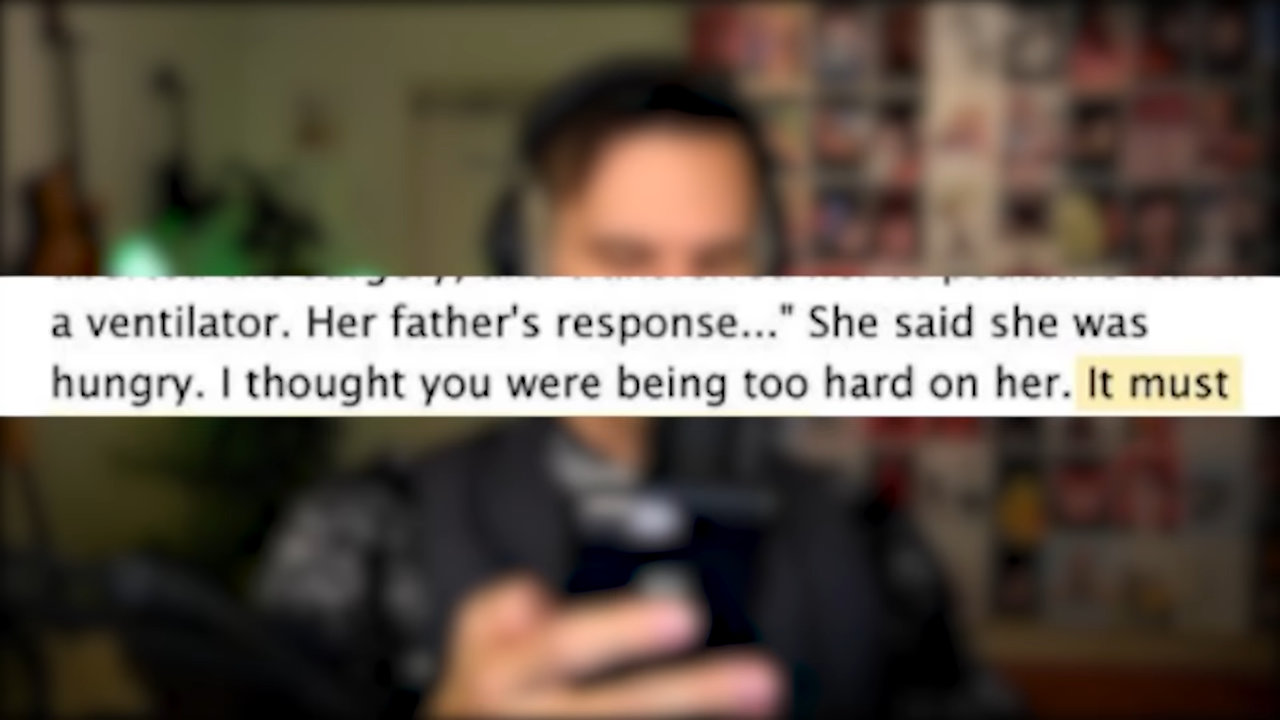 a ventilator. Her father's response..." She said she was
hungry. I thought you were being too hard on her. It must